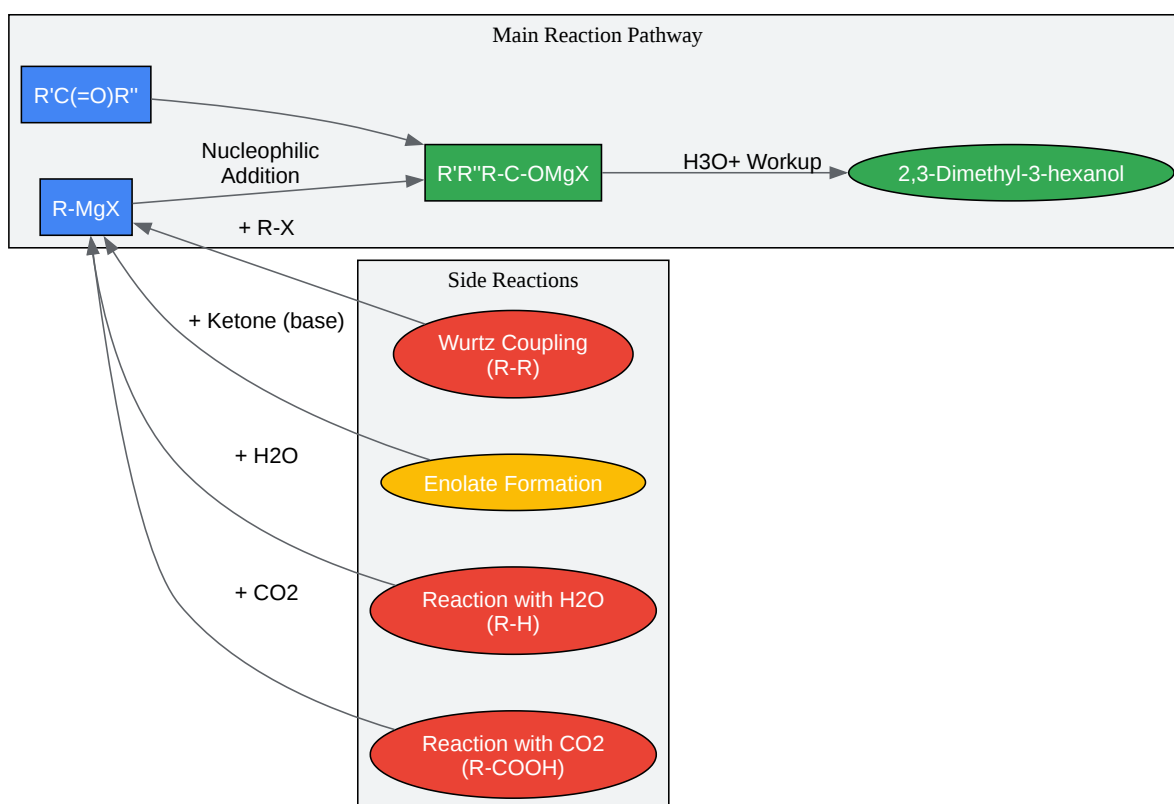 Main Reaction Pathway
R'C(=O)R''
Nucleophilic
Addition
R-MgX
R'R''R-C-OMgX
H3O+ Workup
2,3-Dimethyl-3-hexanol
+ R-X
Side Reactions
Wurtz Coupling
(R-R)
+ Ketone (base)
Enolate Formation
+ H2O
Reaction with H2O
(R-H)
+ CO2
Reaction with CO2
(R-COOH)